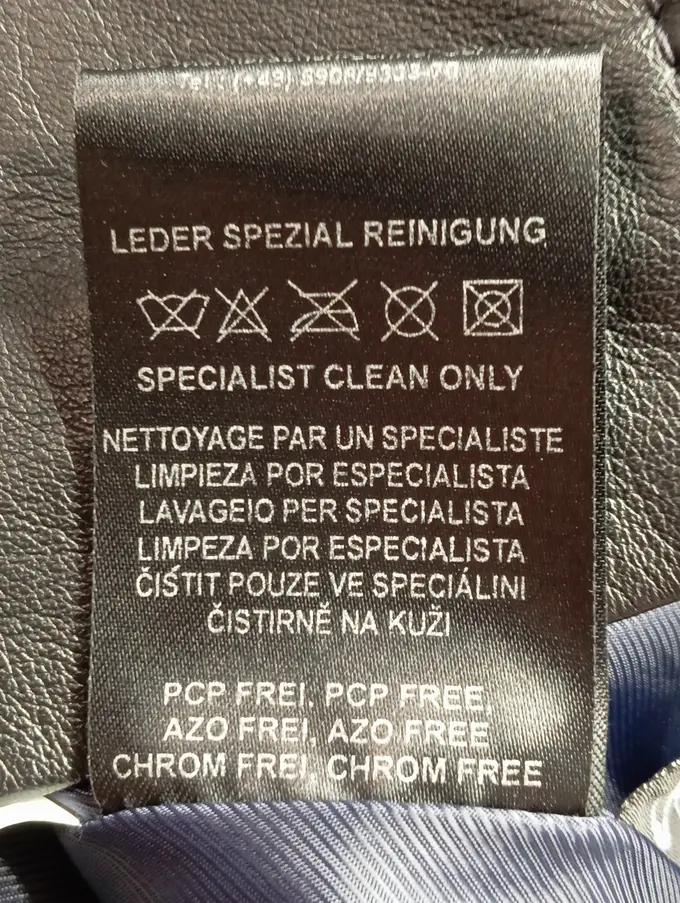 LEDER SPEZIAL REINIGUNG
SPECIALIST CLEAN ONLY
NETTOYAGE PAR UN SPECIALISTE
LIMPIEZA POR ESPECIALISTA
LAVAGEIO PER SPECIALISTA
LIMPEZA POR ESPECIALISTA
ČIŚTIT POUZE VE SPECIÁLINI
ČISTIRNĚ NA KUŽI
PCP FREI, PCP FREE,
AZO FREI, AZO FREE
CHROM FREI, CHROM FREE